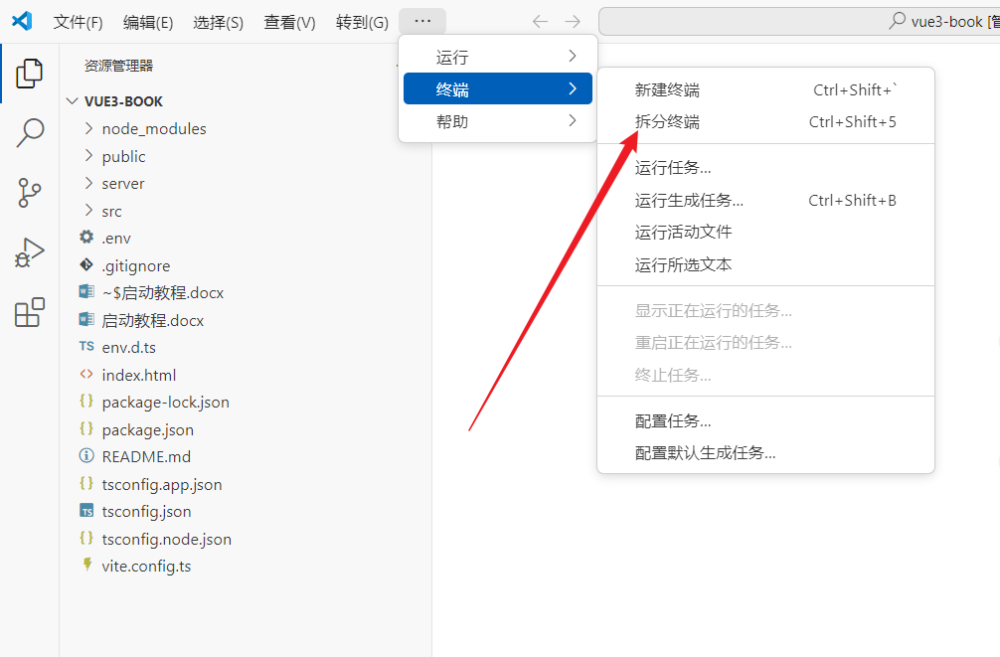 文件(F) 编辑(E) 选择(S) 查看(V) 转到(G) ··· vue3-book [管
资源管理器
VUE3-BOOK
node_modules
public
server
src
.env
.gitignore
~$启动教程.docx
启动教程.docx
TS env.d.ts
index.html
{} package-lock.json
{} package.json
README.md
{} tsconfig.app.json
TS tsconfig.json
{} tsconfig.node.json
vite.config.ts
运行
终端
帮助
新建终端 Ctrl+Shift+`
拆分终端 Ctrl+Shift+5
运行任务...
运行生成任务... Ctrl+Shift+B
运行活动文件
运行所选文本
显示正在运行的任务...
重启正在运行的任务...
终止任务...
配置任务...
配置默认生成任务...